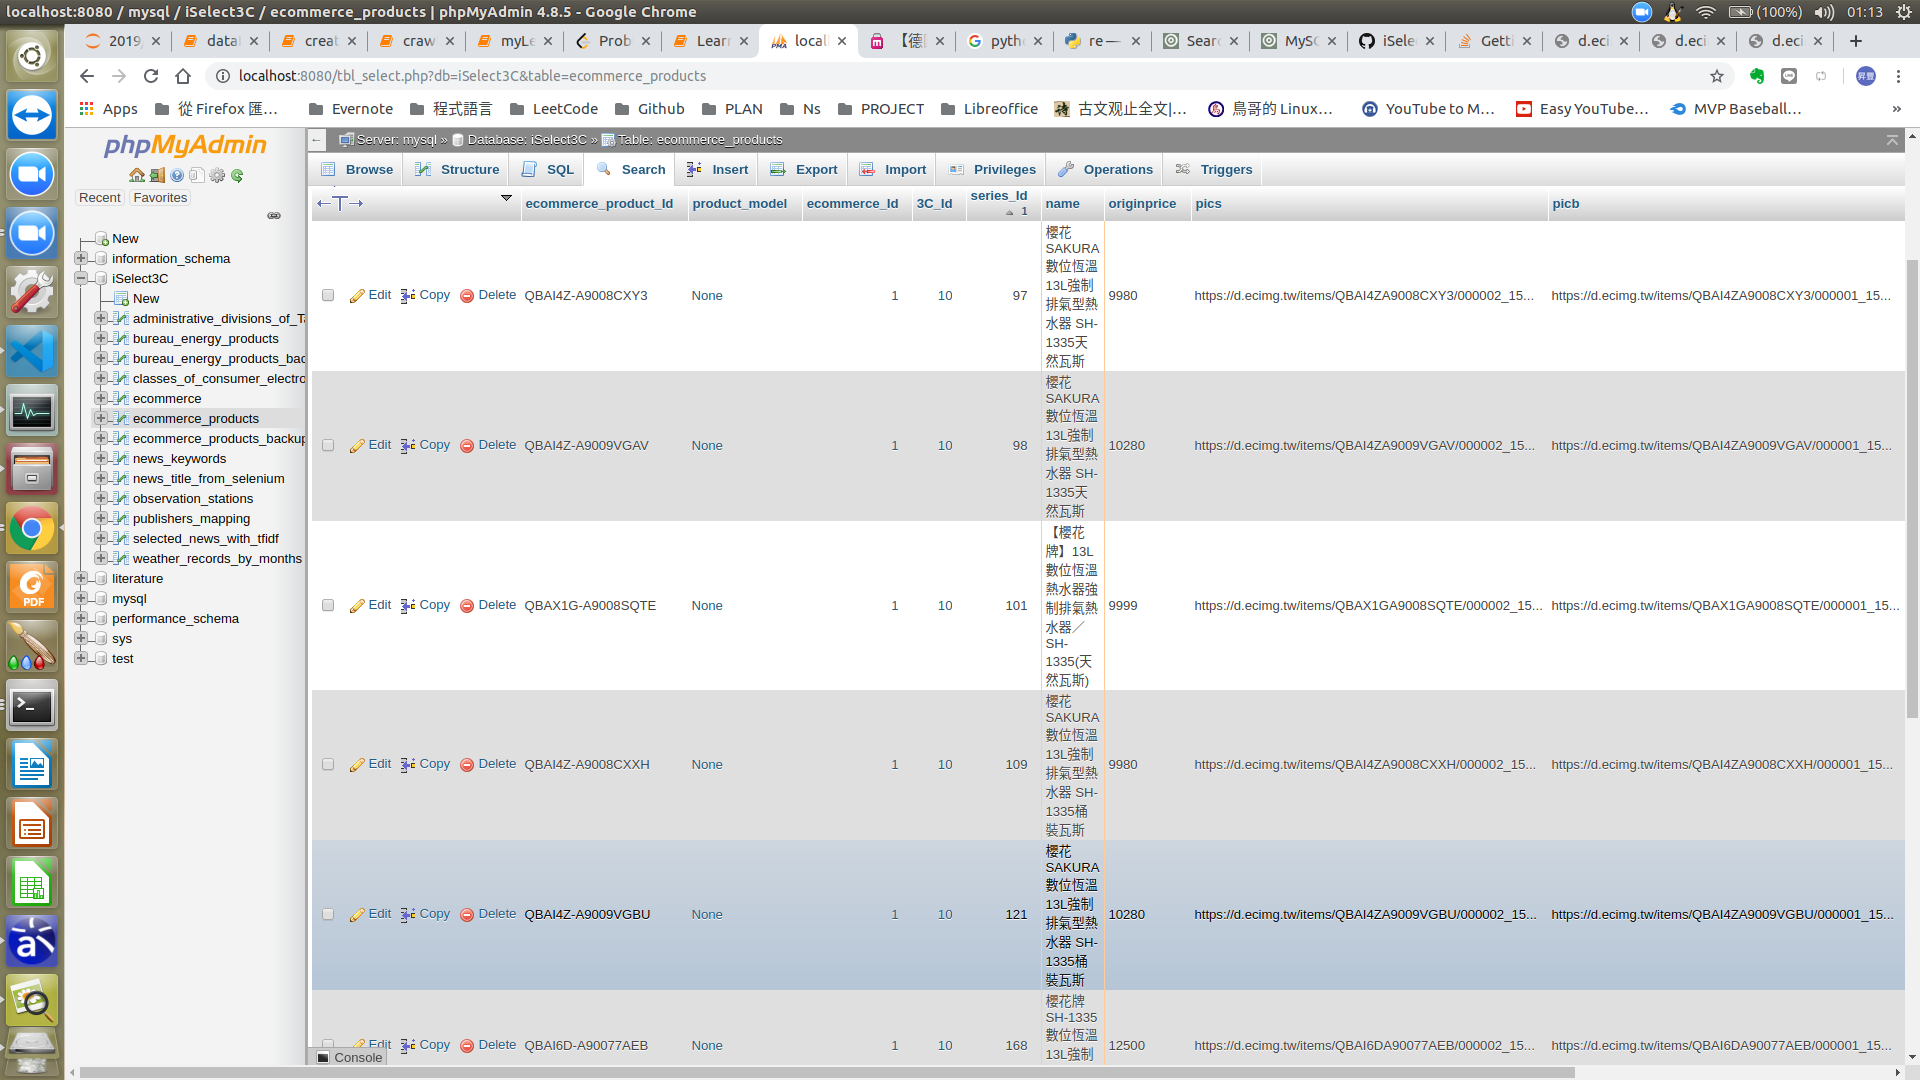 localhost:8080 / mysql / iSelect3C / ecommerce_products | phpMyAdmin 4.8.5 - Google Chrome
(100%) 01:13
2019 datal creat craw myLe Prob Lear locall 【德 pyth re — Sear MyS iSele Getti d.eci d.eci d.eci
localhost:8080/tbl_select.php?db=iSelect3C&table=ecommerce_products
昇豐
Apps 從 Firefox 匯… Evernote 程式語言 LeetCode Github PLAN Ns PROJECT Libreoffice 古文观止全文|… 鳥哥的 Linux… YouTube to M… Easy YouTube… MVP Baseball… »
phpMyAdmin
Recent Favorites
New
information_schema
iSelect3C
New
administrative_divisions_of_T
bureau_energy_products
bureau_energy_products_bac
classes_of_consumer_electro
ecommerce
ecommerce_products
ecommerce_products_backup
news_keywords
news_title_from_selenium
observation_stations
publishers_mapping
selected_news_with_tfidf
weather_records_by_months
literature
mysql
performance_schema
sys
test
Server: mysql » Database: iSelect3C » Table: ecommerce_products
Browse Structure SQL Search Insert Export Import Privileges Operations Triggers
ecommerce_product_Id product_model ecommerce_Id 3C_Id series_Id 1 name originprice pics picb
Edit Copy Delete QBAI4Z-A9008CXY3 None 1 10 97
櫻花
SAKURA
數位恆溫
13L強制
排氣型熱
水器 SH-
1335天
然瓦斯
9980 https://d.ecimg.tw/items/QBAI4ZA9008CXY3/000002_15... https://d.ecimg.tw/items/QBAI4ZA9008CXY3/000001_15...
Edit Copy Delete QBAI4Z-A9009VGAV None 1 10 98
櫻花
SAKURA
數位恆溫
13L強制
排氣型熱
水器 SH-
1335天
然瓦斯
10280 https://d.ecimg.tw/items/QBAI4ZA9009VGAV/000002_15... https://d.ecimg.tw/items/QBAI4ZA9009VGAV/000001_15...
Edit Copy Delete QBAX1G-A9008SQTE None 1 10 101
【櫻花
牌】13L
數位恆溫
熱水器強
制排氣熱
水器／
SH-
1335(天
然瓦斯)
9999 https://d.ecimg.tw/items/QBAX1GA9008SQTE/000002_15... https://d.ecimg.tw/items/QBAX1GA9008SQTE/000001_15...
Edit Copy Delete QBAI4Z-A9008CXXH None 1 10 109
櫻花
SAKURA
數位恆溫
13L強制
排氣型熱
水器 SH-
1335桶
裝瓦斯
9980 https://d.ecimg.tw/items/QBAI4ZA9008CXXH/000002_15... https://d.ecimg.tw/items/QBAI4ZA9008CXXH/000001_15...
Edit Copy Delete QBAI4Z-A9009VGBU None 1 10 121
櫻花
SAKURA
數位恆溫
13L強制
排氣型熱
水器 SH-
1335桶
裝瓦斯
10280 https://d.ecimg.tw/items/QBAI4ZA9009VGBU/000002_15... https://d.ecimg.tw/items/QBAI4ZA9009VGBU/000001_15...
Edit Copy Delete QBAI6D-A90077AEB None 1 10 168
櫻花牌
SH-1335
數位恆溫
13L強制
12500 https://d.ecimg.tw/items/QBAI6DA90077AEB/000002_15... https://d.ecimg.tw/items/QBAI6DA90077AEB/000001_15...
Console
PDF